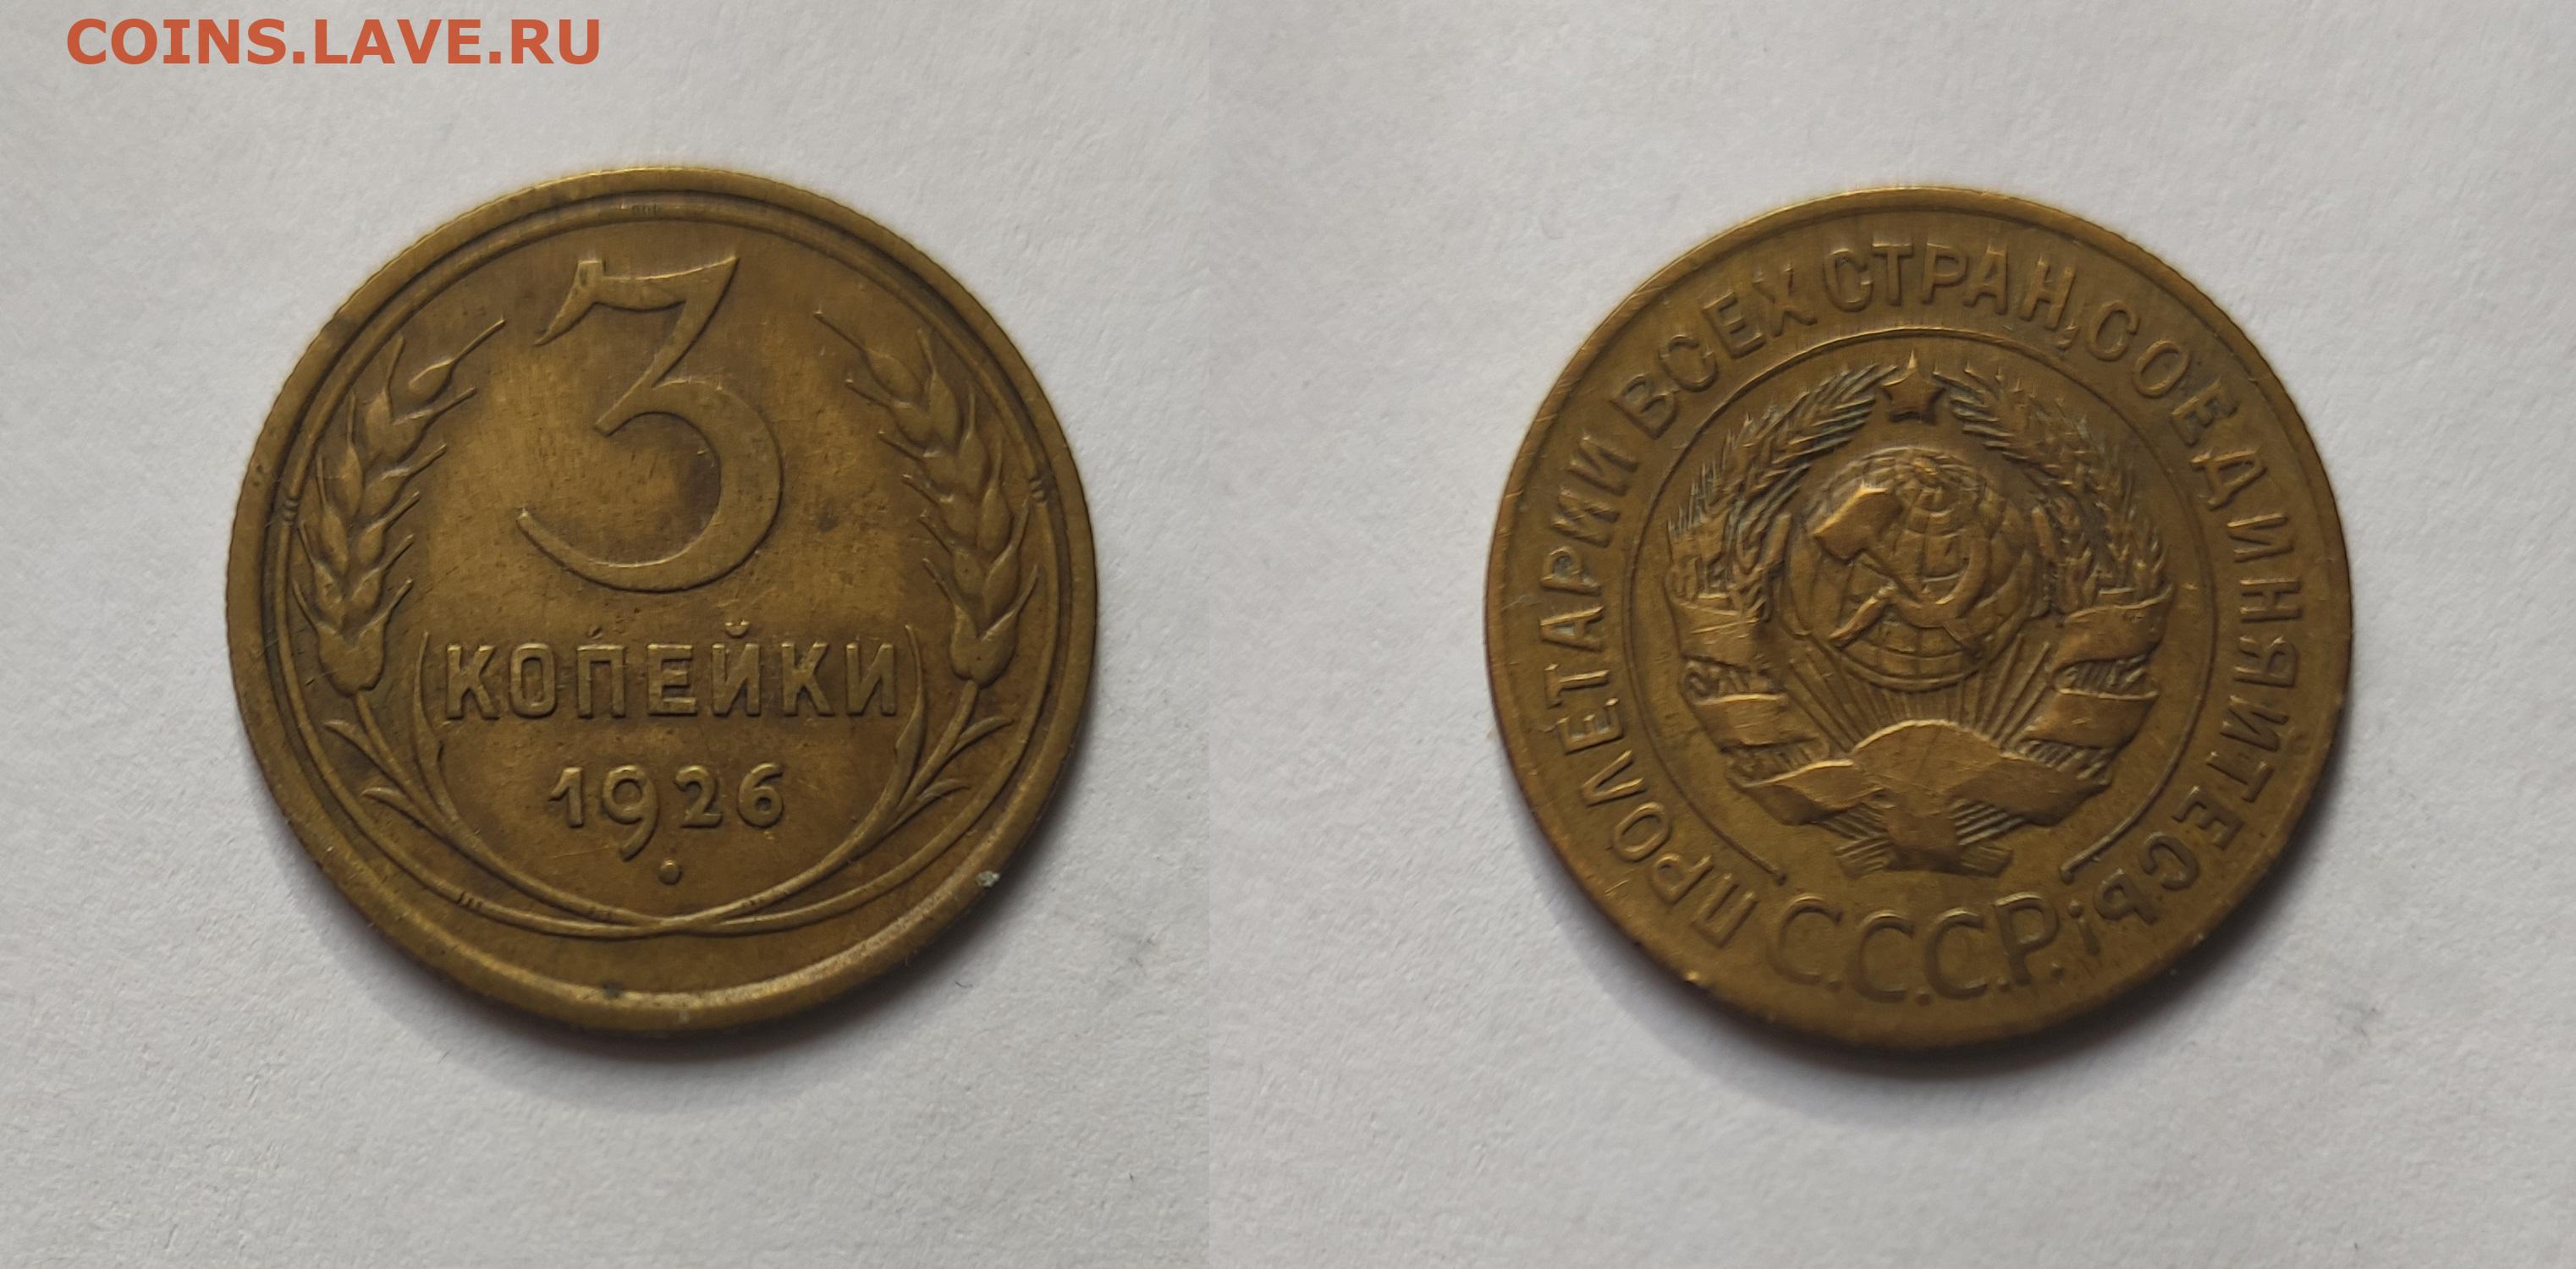 COINS.LAVE.RU
3
КОПЕЙКИ
1926
ПРОЛЕТАРИИ ВСЕХ СТРАН, СОЕДИНЯЙТЕСЬ!
С.С.С.Р.